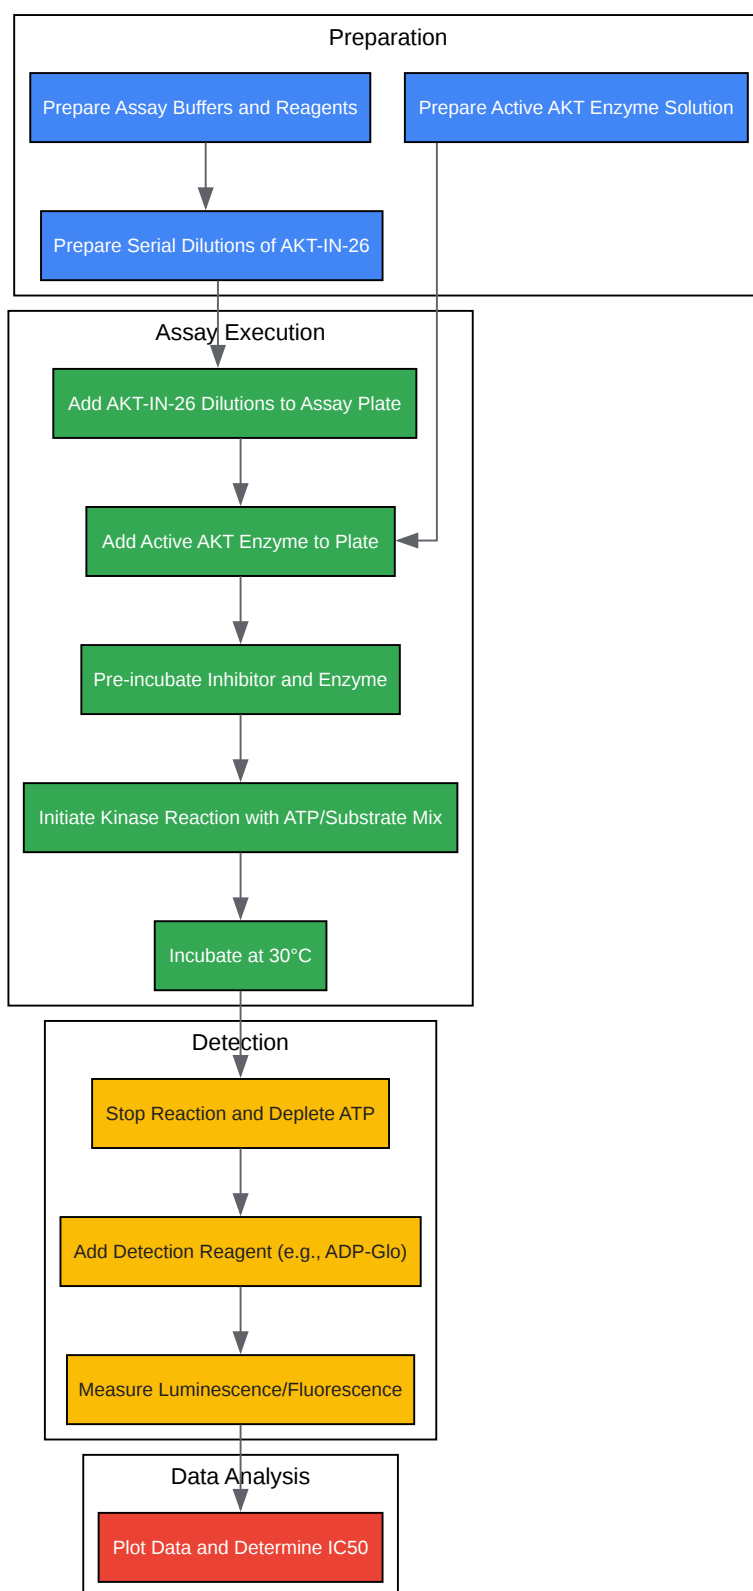 Preparation
Prepare Assay Buffers and Reagents
Prepare Active AKT Enzyme Solution
Prepare Serial Dilutions of AKT-IN-26
Assay Execution
Add AKT-IN-26 Dilutions to Assay Plate
Add Active AKT Enzyme to Plate
Pre-incubate Inhibitor and Enzyme
Initiate Kinase Reaction with ATP/Substrate Mix
Incubate at 30°C
Detection
Stop Reaction and Deplete ATP
Add Detection Reagent (e.g., ADP-Glo)
Measure Luminescence/Fluorescence
Data Analysis
Plot Data and Determine IC50